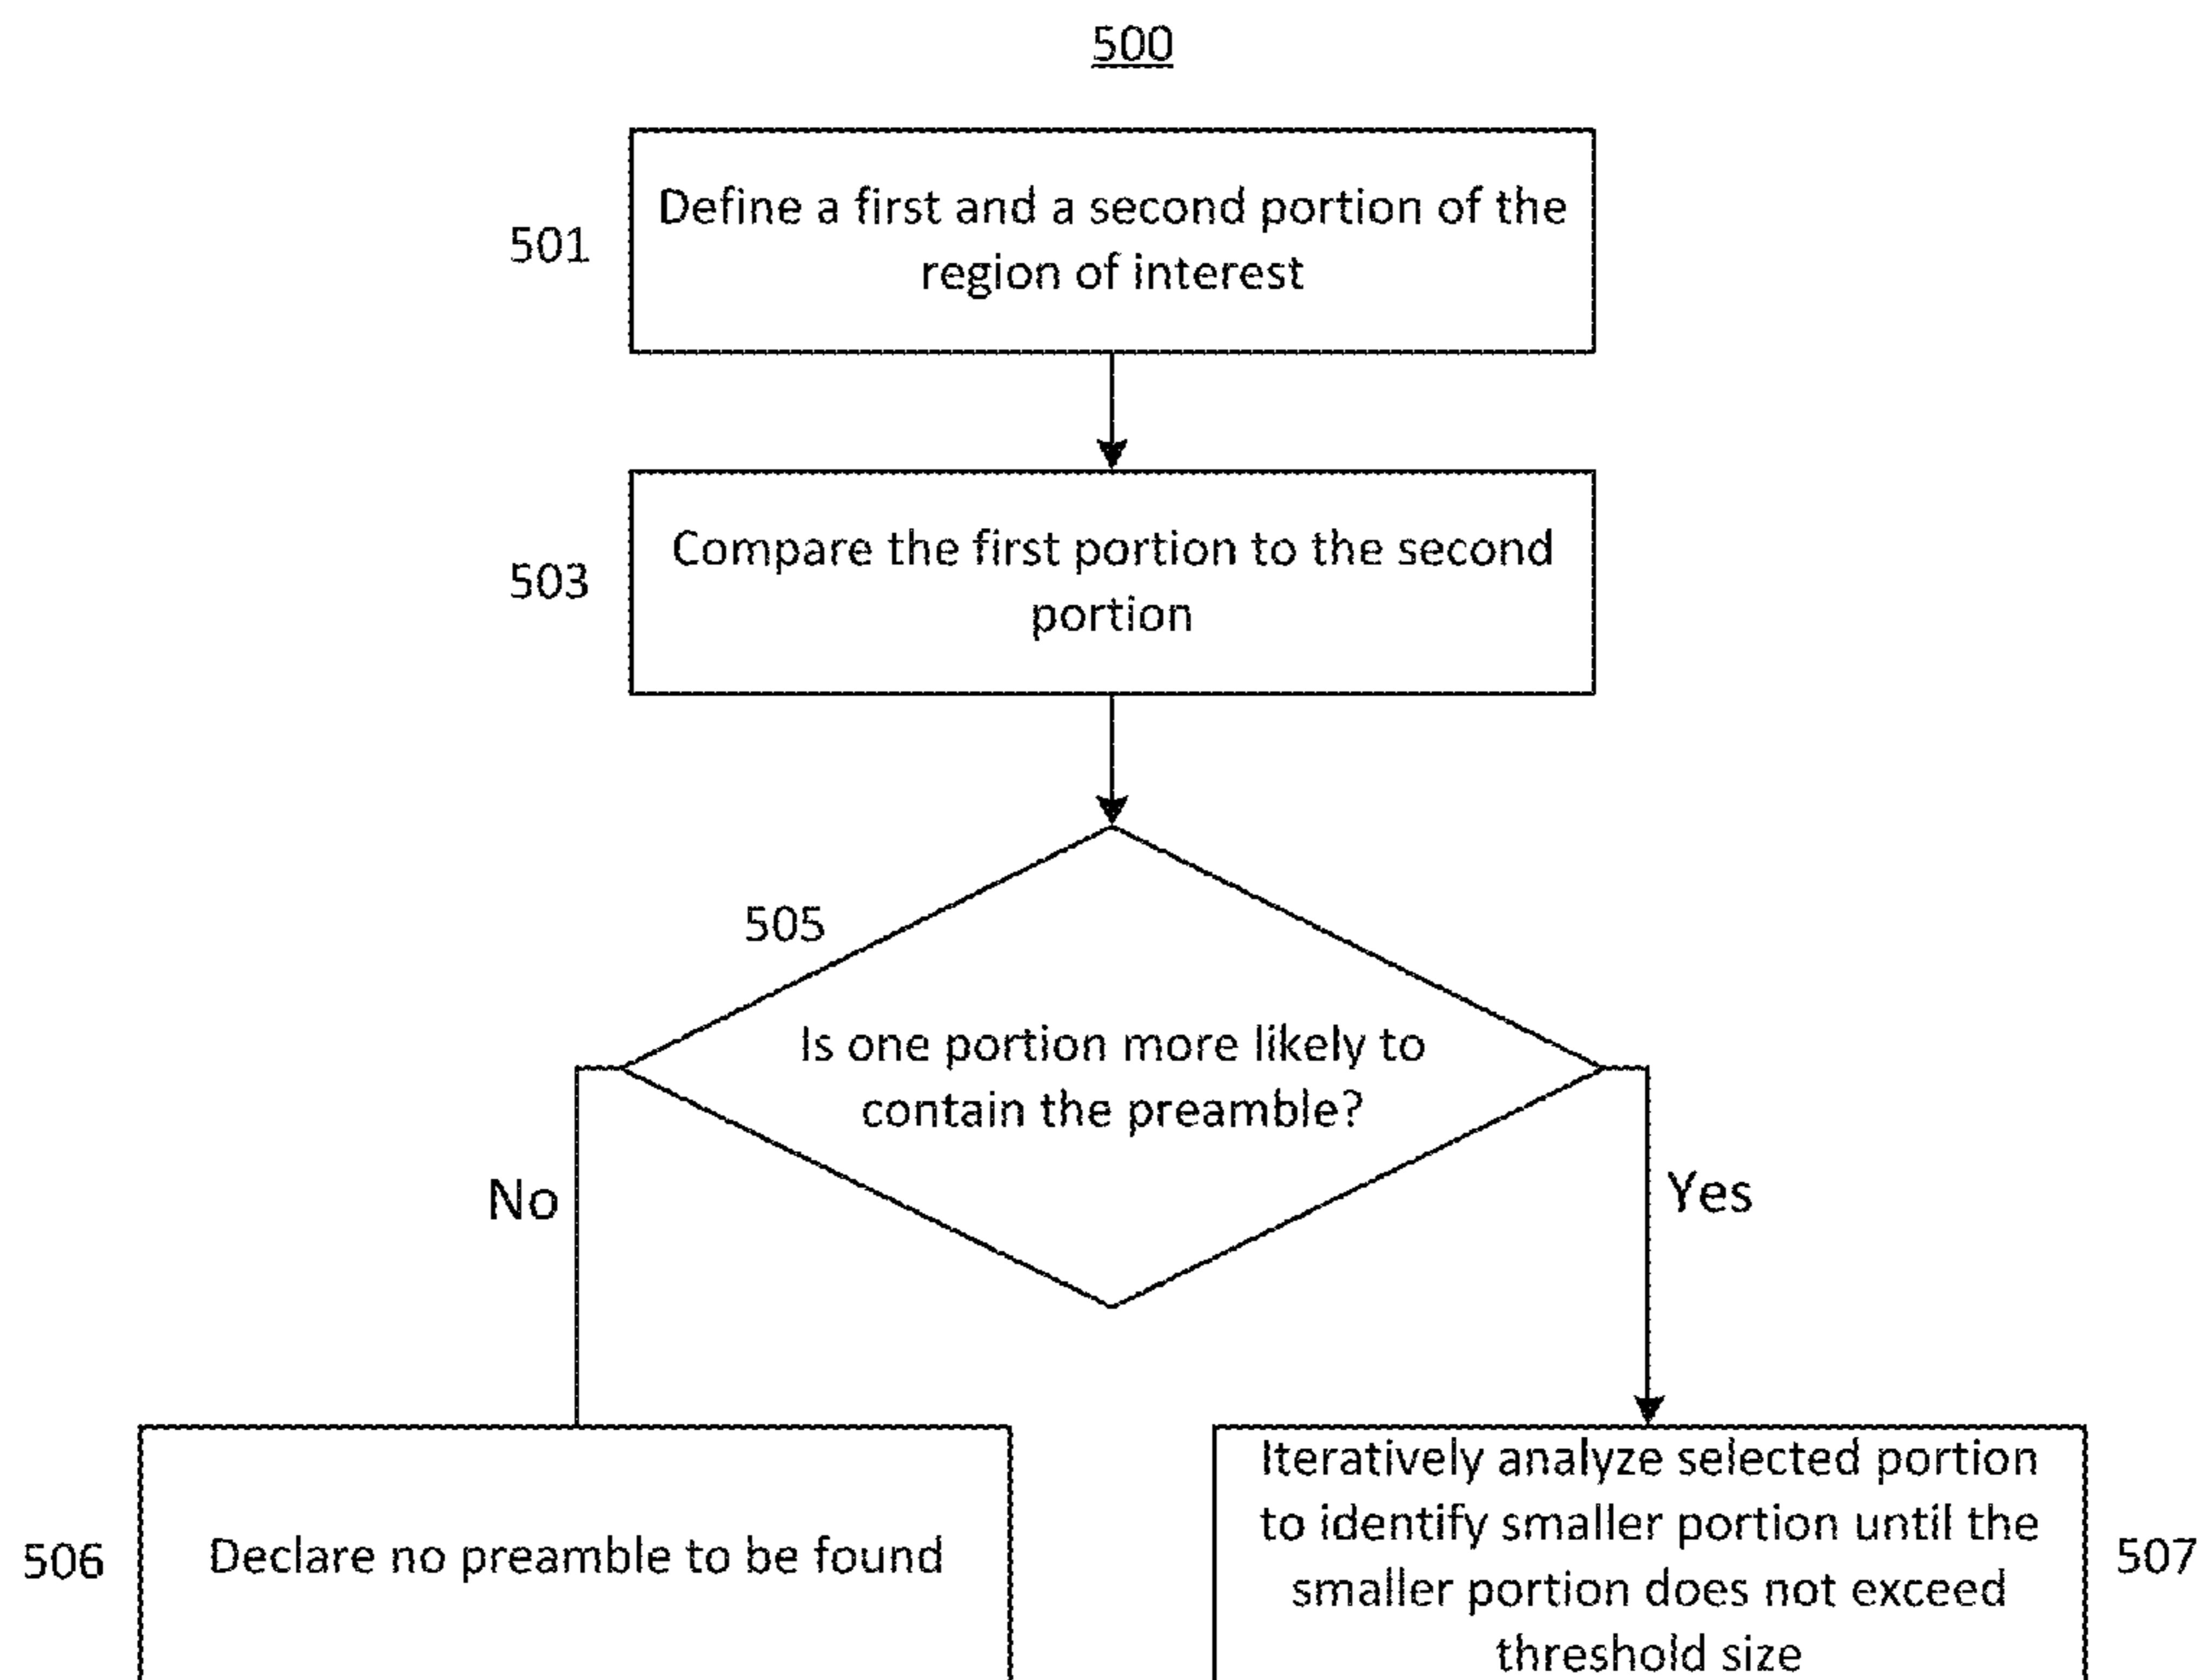 500
501
Define a first and a second portion of the
region of interest
503
Compare the first portion to the second
portion
505
Is one portion more likely to
contain the preamble?
No
Yes
506
Declare no preamble to be found
Iteratively analyze selected portion
to identify smaller portion until the
smaller portion does not exceed
threshold size
507